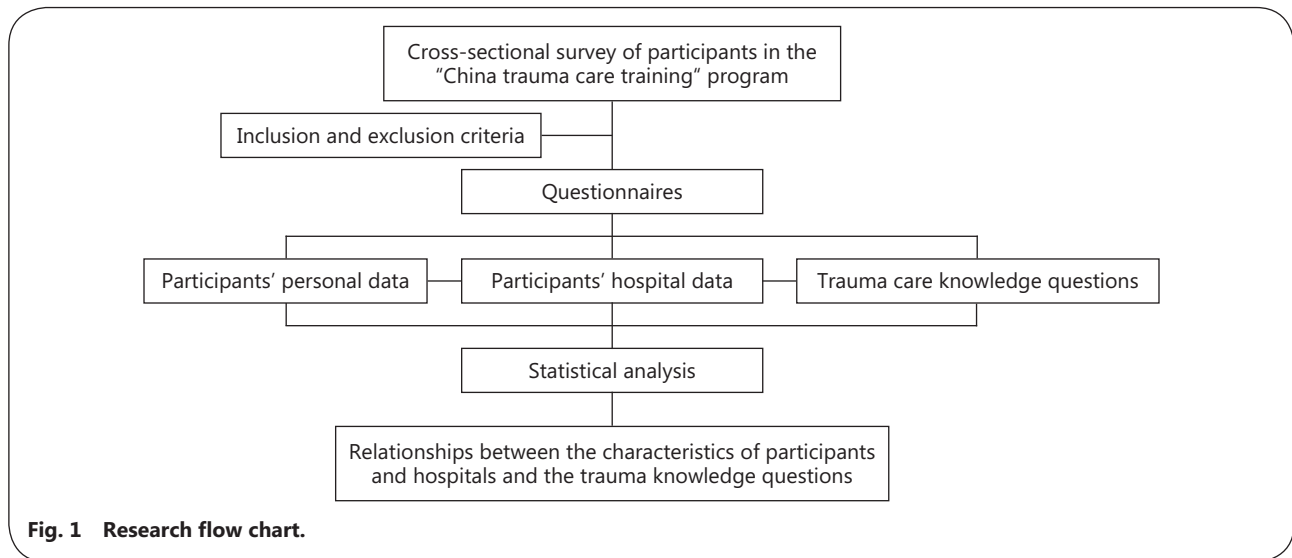 Cross-sectional survey of participants in the
“China trauma care training“ program
Inclusion and exclusion criteria
Questionnaires
Participants’ personal data
Participants’ hospital data
Trauma care knowledge questions
Statistical analysis
Relationships between the characteristics of participants
and hospitals and the trauma knowledge questions
Fig. 1 Research flow chart.